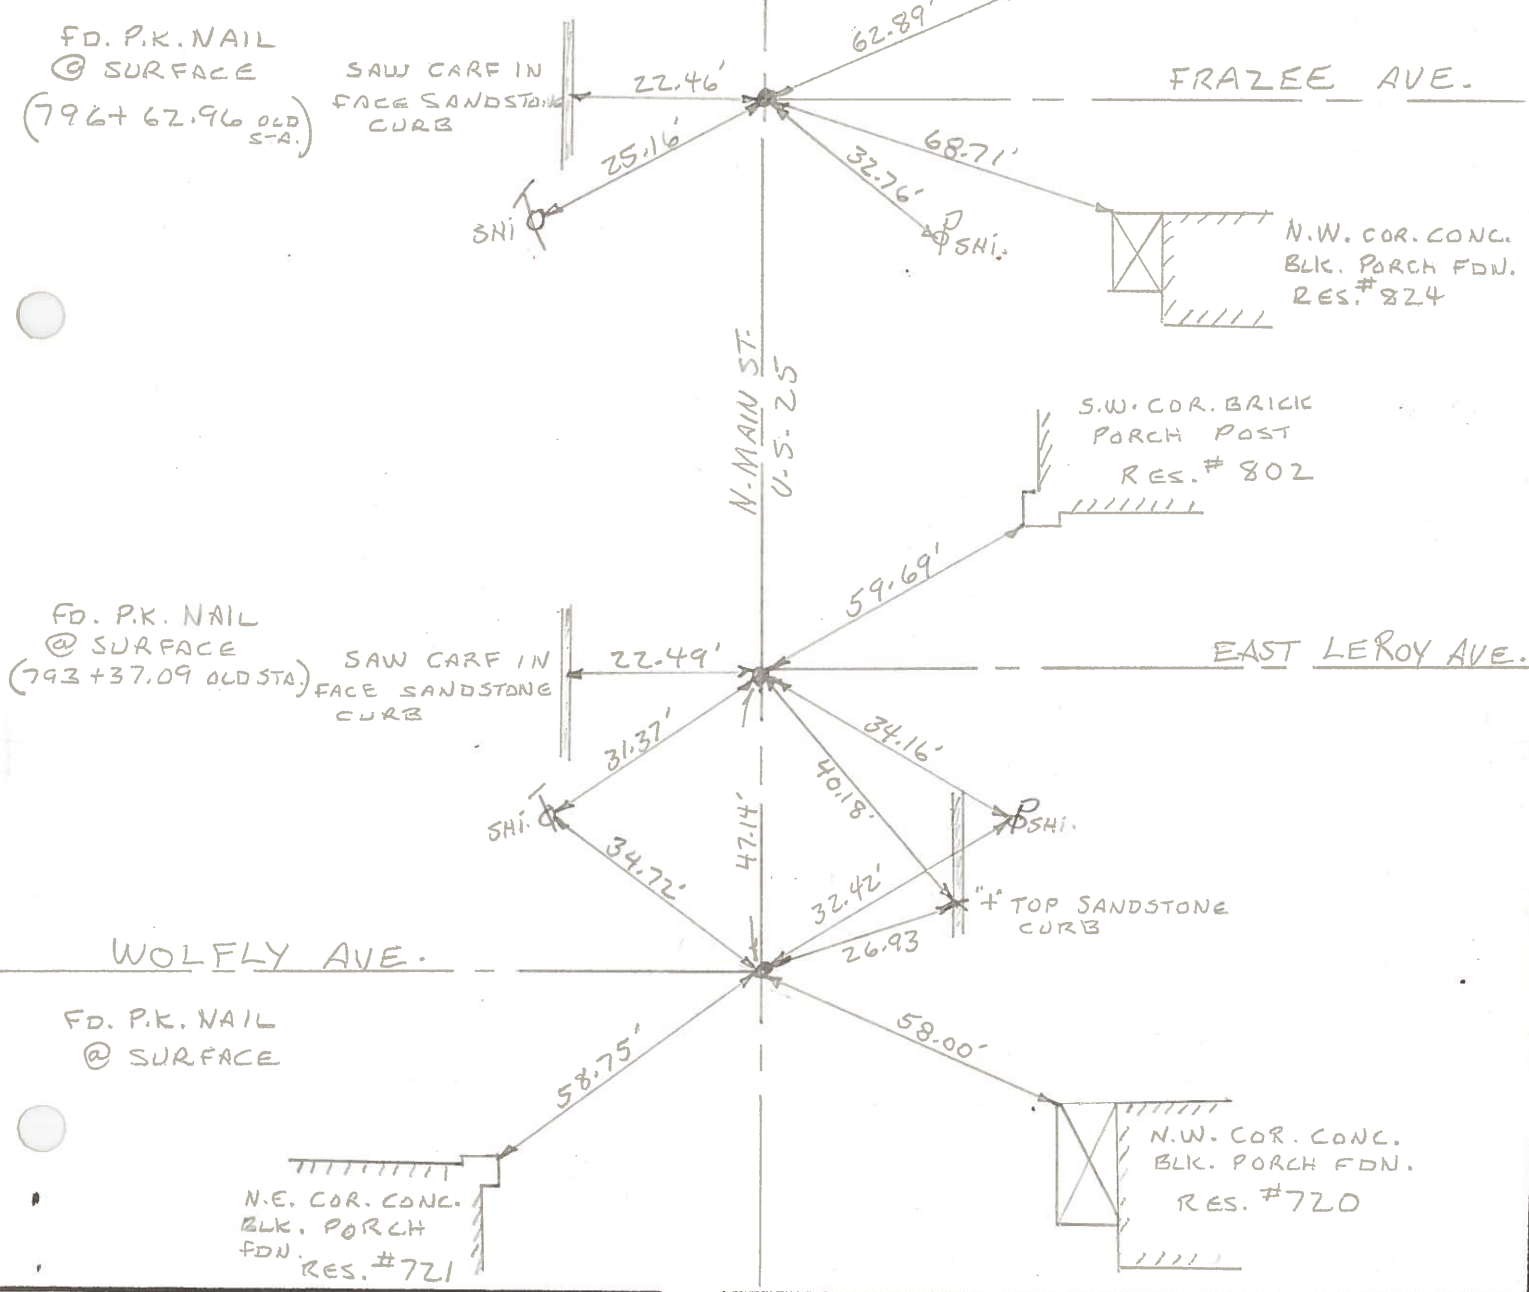 62.89'
FD. P.K. NAIL
@ SURFACE
(796+62.96 OLD STA.)
SAW CARF IN
FACE SANDSTONE
CURB
22.46'
FRAZEE AVE.
25.16'
32.76'
68.71'
SHI
SHI.
N.W. COR. CONC.
BLK. PORCH FDN.
RES. #824
N. MAIN ST.
U.S. 25
S.W. COR. BRICK
PORCH POST
RES. # 802
59.69'
FD. P.K. NAIL
@ SURFACE
(793+37.09 OLD STA.)
SAW CARF IN
FACE SANDSTONE
CURB
22.49'
EAST LEROY AVE.
31.37'
34.16'
40.18'
47.14'
SHI.
SHI.
34.72'
32.42'
26.93
"+" TOP SANDSTONE
CURB
WOLFLY AVE.
FD. P.K. NAIL
@ SURFACE
58.75'
58.00'
N.E. COR. CONC.
BLK. PORCH
FDN.
RES. #721
N.W. COR. CONC.
BLK. PORCH FDN.
RES. #720